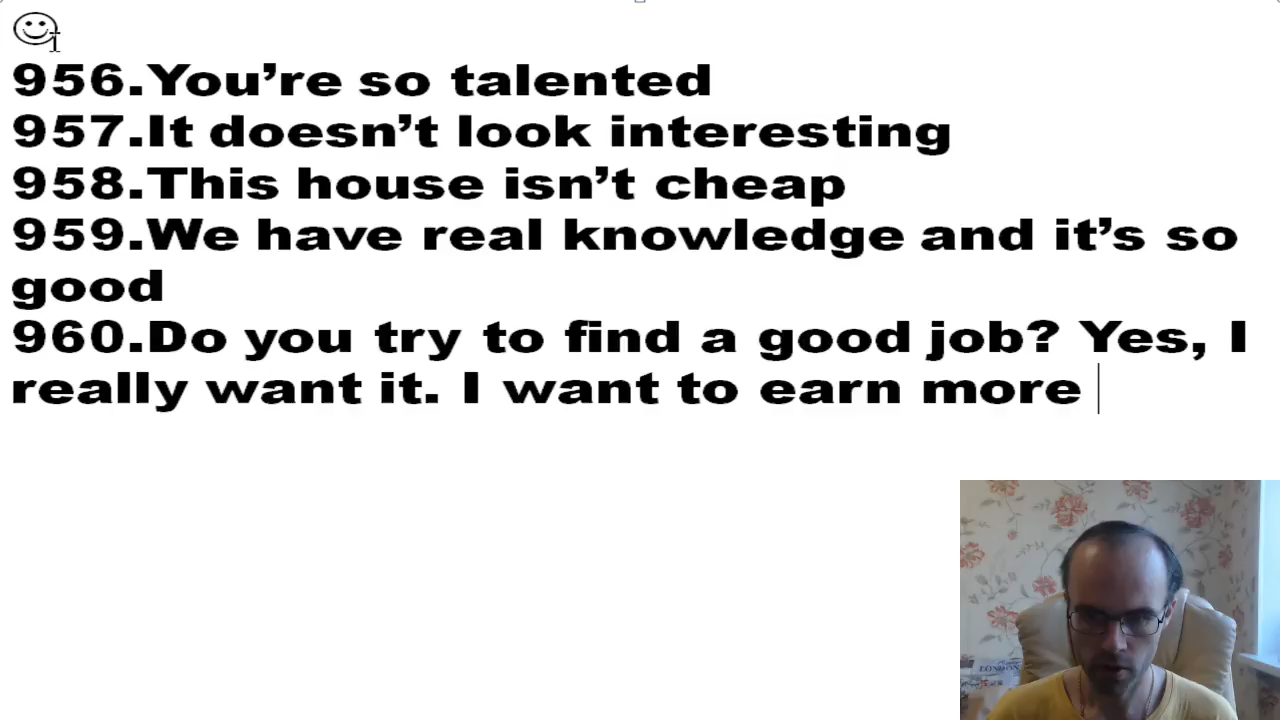 956.You’re so talented
957.It doesn’t look interesting
958.This house isn’t cheap
959.We have real knowledge and it’s so
good
960.Do you try to find a good job? Yes, I
really want it. I want to earn more
LONDON